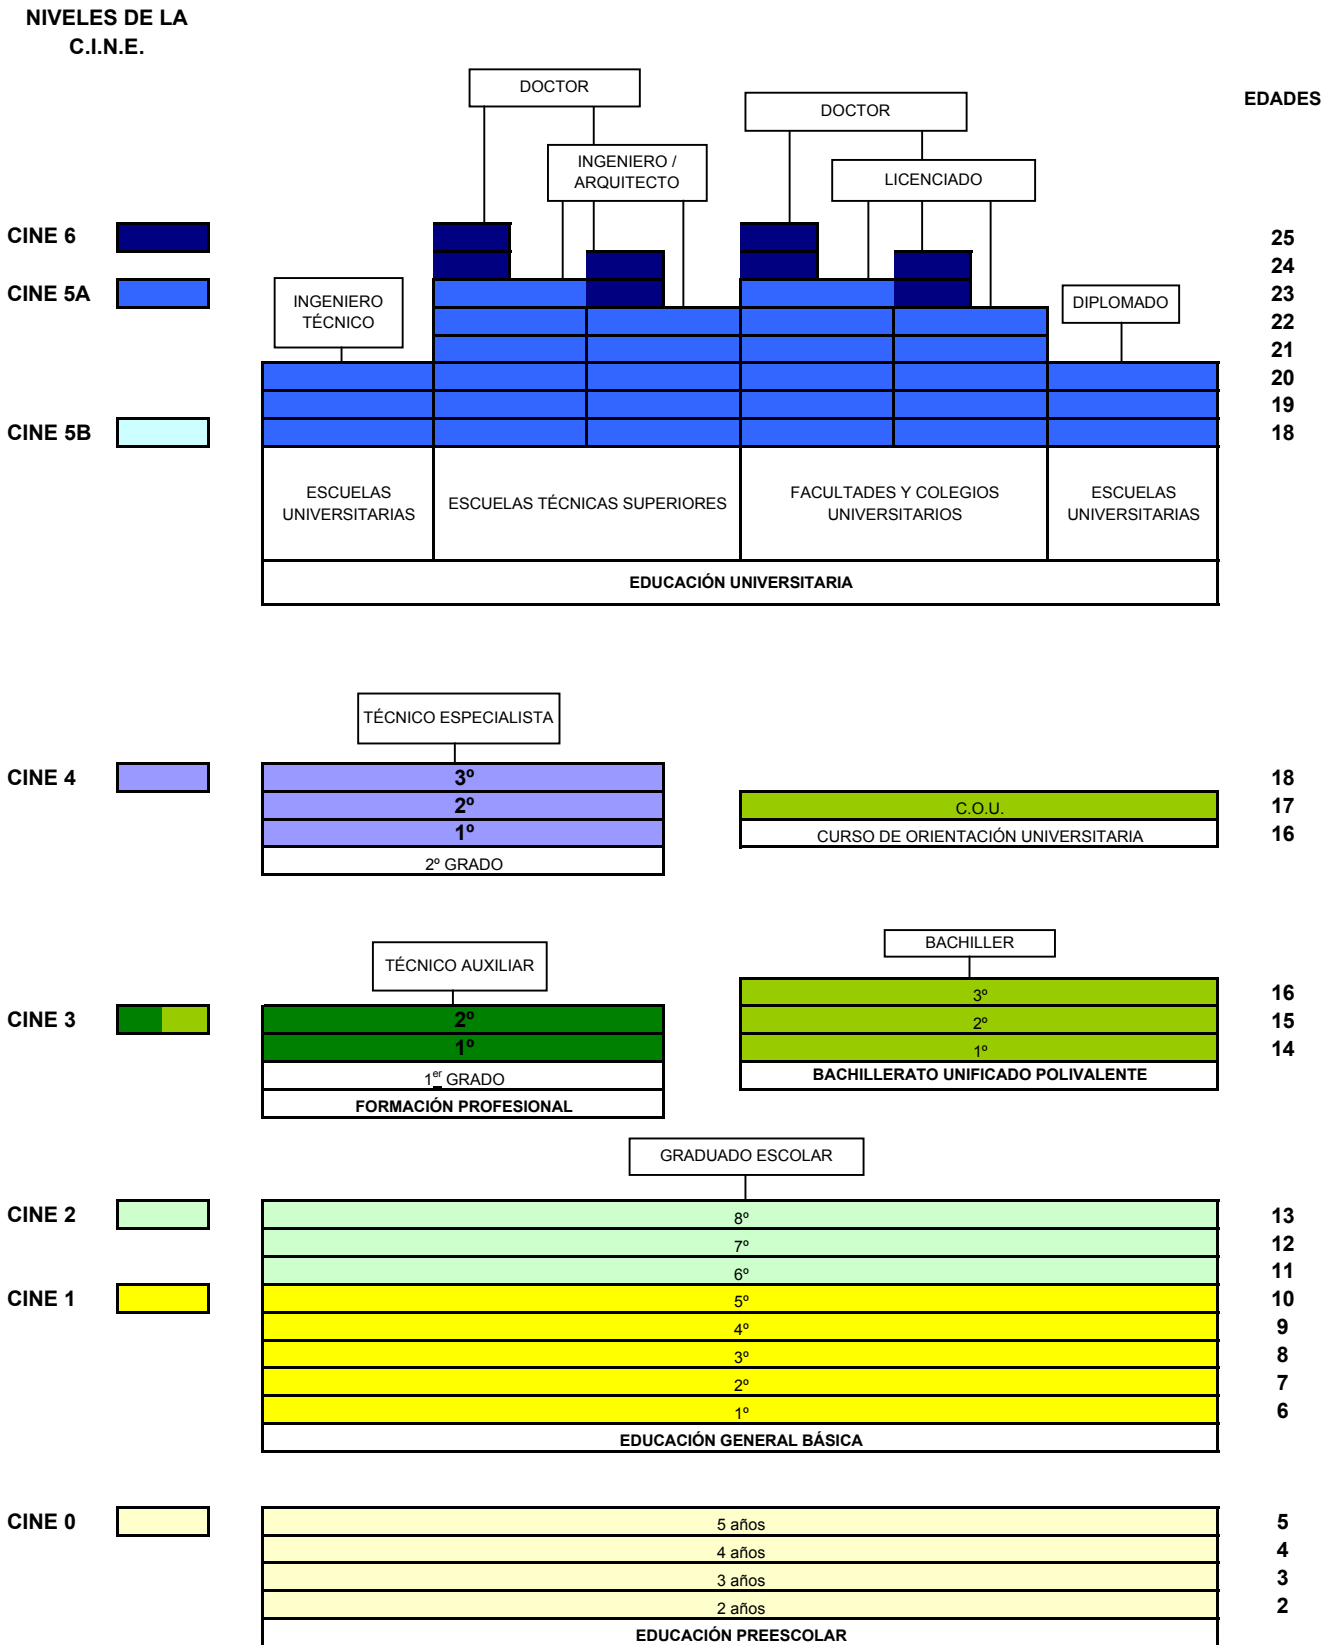 NIVELES DE LA
C.I.N.E.
DOCTOR
EDADES
DOCTOR
INGENIERO /
ARQUITECTO
LICENCIADO
CINE 6
25
24
CINE 5A
INGENIERO
TÉCNICO
DIPLOMADO
23
22
21
20
19
CINE 5B
18
ESCUELAS
UNIVERSITARIAS
ESCUELAS TÉCNICAS SUPERIORES
FACULTADES Y COLEGIOS
UNIVERSITARIOS
ESCUELAS
UNIVERSITARIAS
EDUCACIÓN UNIVERSITARIA
TÉCNICO ESPECIALISTA
CINE 4
3º
18
2º
C.O.U.
17
1º
CURSO DE ORIENTACIÓN UNIVERSITARIA
16
2º GRADO
BACHILLER
TÉCNICO AUXILIAR
3º
16
CINE 3
2º
2º
15
1º
1º
14
1er GRADO
BACHILLERATO UNIFICADO POLIVALENTE
FORMACIÓN PROFESIONAL
GRADUADO ESCOLAR
CINE 2
8º
13
7º
12
6º
11
CINE 1
5º
10
4º
9
3º
8
2º
7
1º
6
EDUCACIÓN GENERAL BÁSICA
CINE 0
5 años
5
4 años
4
3 años
3
2 años
2
EDUCACIÓN PREESCOLAR